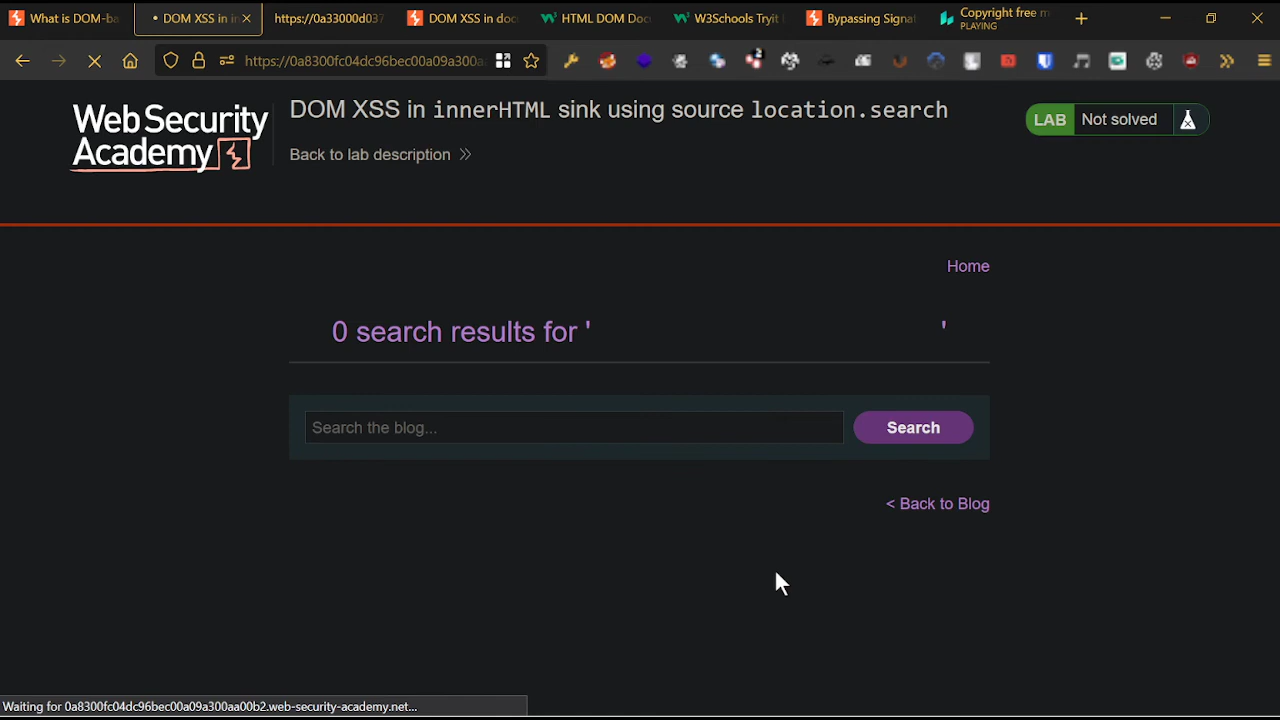 What is DOM-ba
DOM XSS in in
https://0a33000d037
DOM XSS in doc
HTML DOM Doc
W3Schools Tryit
Bypassing Signat
Copyright free m
PLAYING
https://0a8300fc04dc96bec00a09a300a
Web Security
Academy
DOM XSS in innerHTML sink using source location.search
Back to lab description
LAB Not solved
Home
0 search results for ' '
Search the blog...
Search
< Back to Blog
Waiting for 0a8300fc04dc96bec00a09a300aa00b2.web-security-academy.net...